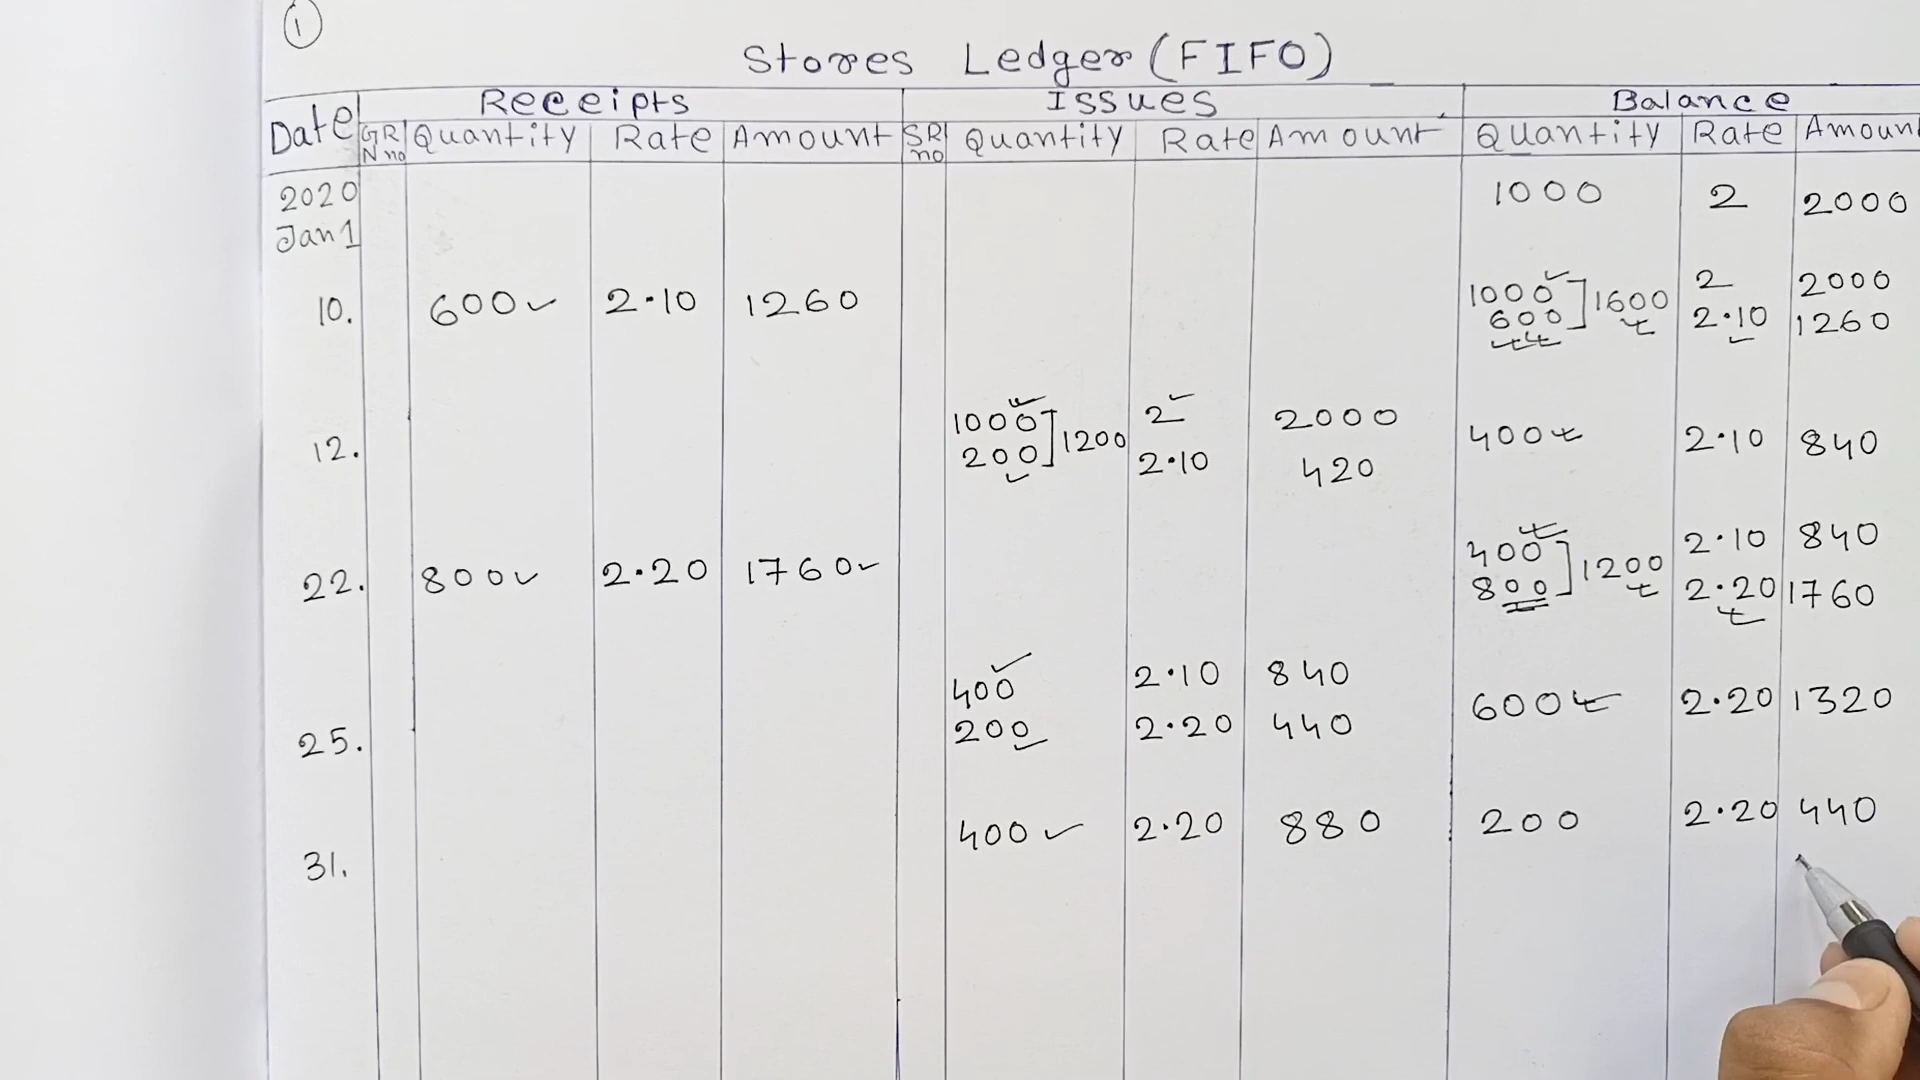 1
Stores Ledger (FIFO)
Date Receipts Issues Balance
GR N no Quantity Rate Amount SR no Quantity Rate Amount Quantity Rate Amount
2020 Jan 1 1000 2 2000
10. 600 2.10 1260 1000 2 2000
600 ] 1600 2.10 1260
12. 1000 2 2000 400 2.10 840
200 ] 1200 2.10 420
22. 800 2.20 1760 400 2.10 840
800 ] 1200 2.20 1760
400 2.10 840 600 2.20 1320
25. 200 2.20 440
31. 400 2.20 880 200 2.20 440